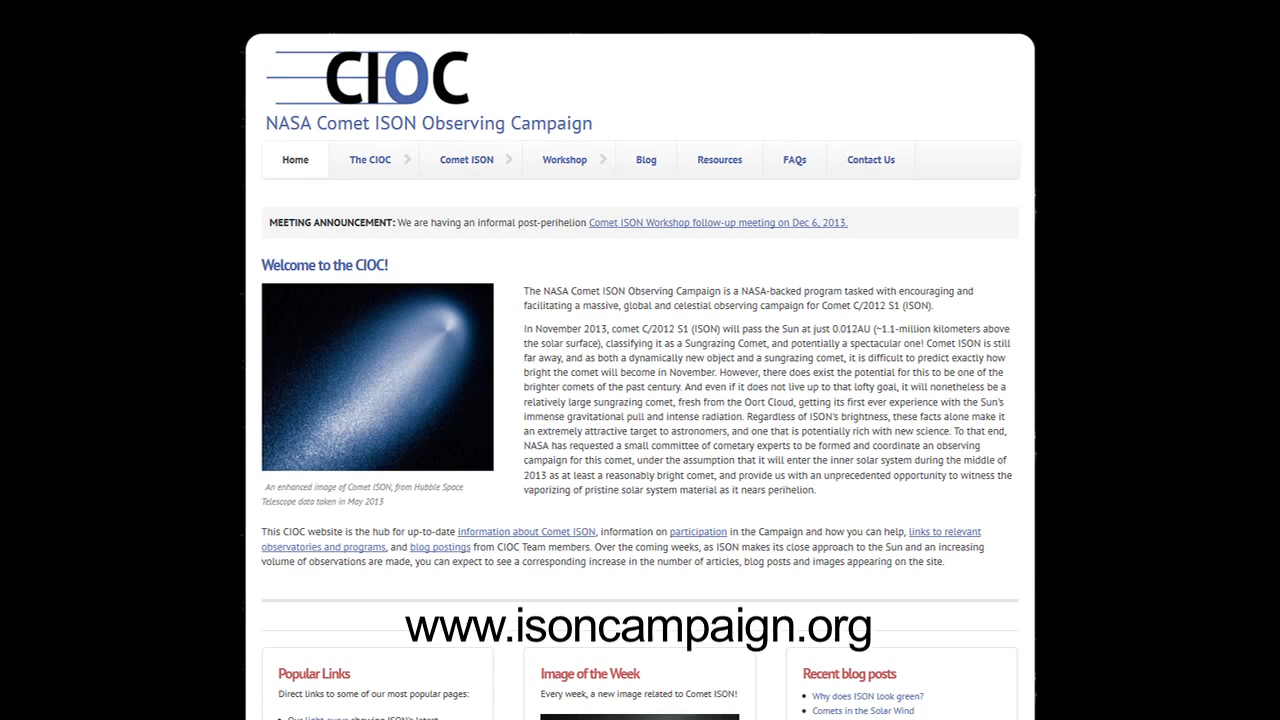 CIOC
NASA Comet ISON Observing Campaign
Home The CIOC Comet ISON Workshop Blog Resources FAQs Contact Us
MEETING ANNOUNCEMENT: We are having an informal post-perihelion Comet ISON Workshop follow-up meeting on Dec 6, 2013.
Welcome to the CIOC!
The NASA Comet ISON Observing Campaign is a NASA-backed program tasked with encouraging and
facilitating a massive, global and celestial observing campaign for Comet C/2012 S1 (ISON).
In November 2013, comet C/2012 S1 (ISON) will pass the Sun at just 0.012AU (~1.1-million kilometers above
the solar surface), classifying it as a Sungrazing Comet, and potentially a spectacular one! Comet ISON is still
far away, and as both a dynamically new object and a sungrazing comet, it is difficult to predict exactly how
bright the comet will become in November. However, there does exist the potential for this to be one of the
brighter comets of the past century. And even if it does not live up to that lofty goal, it will nonetheless be a
relatively large sungrazing comet, fresh from the Oort Cloud, getting its first ever experience with the Sun's
immense gravitational pull and intense radiation. Regardless of ISON's brightness, these facts alone make it
an extremely attractive target to astronomers, and one that is potentially rich with new science. To that end,
NASA has requested a small committee of cometary experts to be formed and coordinate an observing
campaign for this comet, under the assumption that it will enter the inner solar system during the middle of
2013 as at least a reasonably bright comet, and provide us with an unprecedented opportunity to witness the
vaporizing of pristine solar system material as it nears perihelion.
An enhanced image of Comet ISON, from Hubble Space
Telescope data taken in May 2013
This CIOC website is the hub for up-to-date information about Comet ISON, information on participation in the Campaign and how you can help, links to relevant
observatories and programs, and blog postings from CIOC Team members. Over the coming weeks, as ISON makes its close approach to the Sun and an increasing
volume of observations are made, you can expect to see a corresponding increase in the number of articles, blog posts and images appearing on the site.
www.isoncampaign.org
Popular Links
Direct links to some of our most popular pages:
Our light curve showing ISON's latest
Image of the Week
Every week, a new image related to Comet ISON!
Recent blog posts
Why does ISON look green?
Comets in the Solar Wind